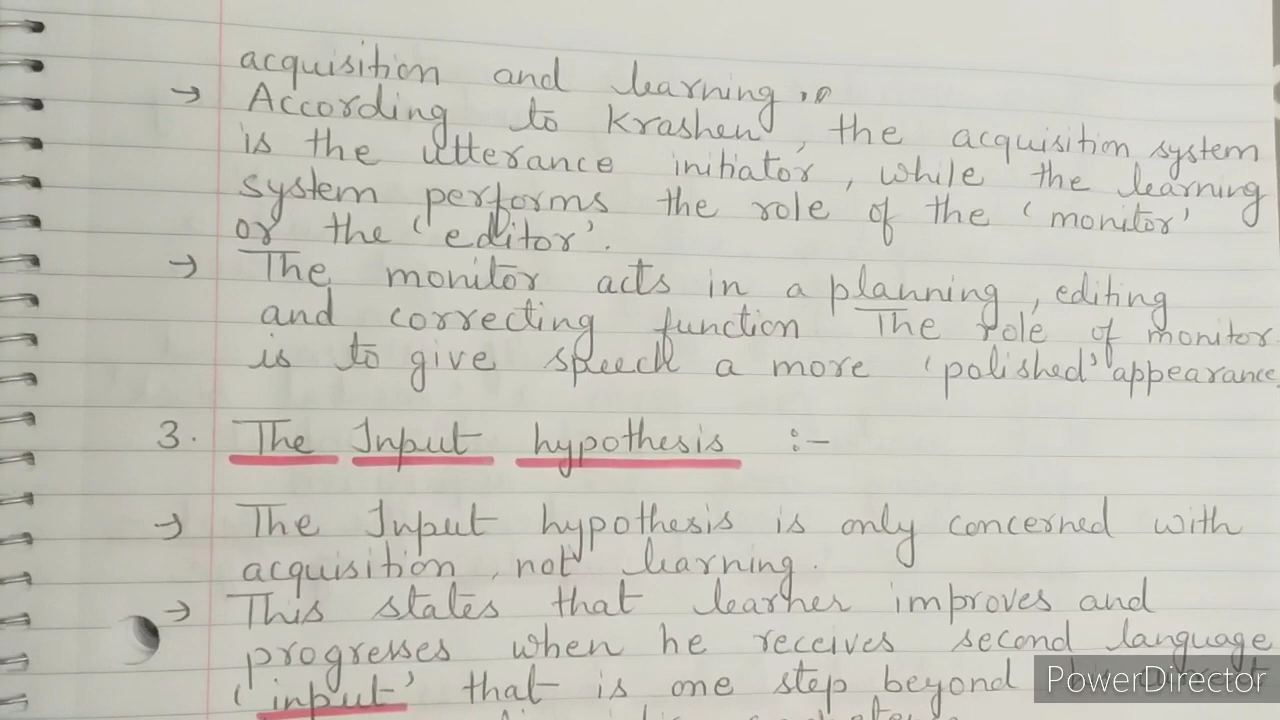 acquisition and learning.
→ According to Krashen, the acquisition system
is the utterance initiator, while the learning
system performs the role of the 'monitor'
or the 'editor'.
→ The monitor acts in a planning, editing
and correcting function The role of monitor
is to give speech a more 'polished' appearance
3. The Input hypothesis :-
→ The Input hypothesis is only concerned with
acquisition, not learning.
→ This states that learner improves and
progresses when he receives second language
'input' that is one step beyond
PowerDirector